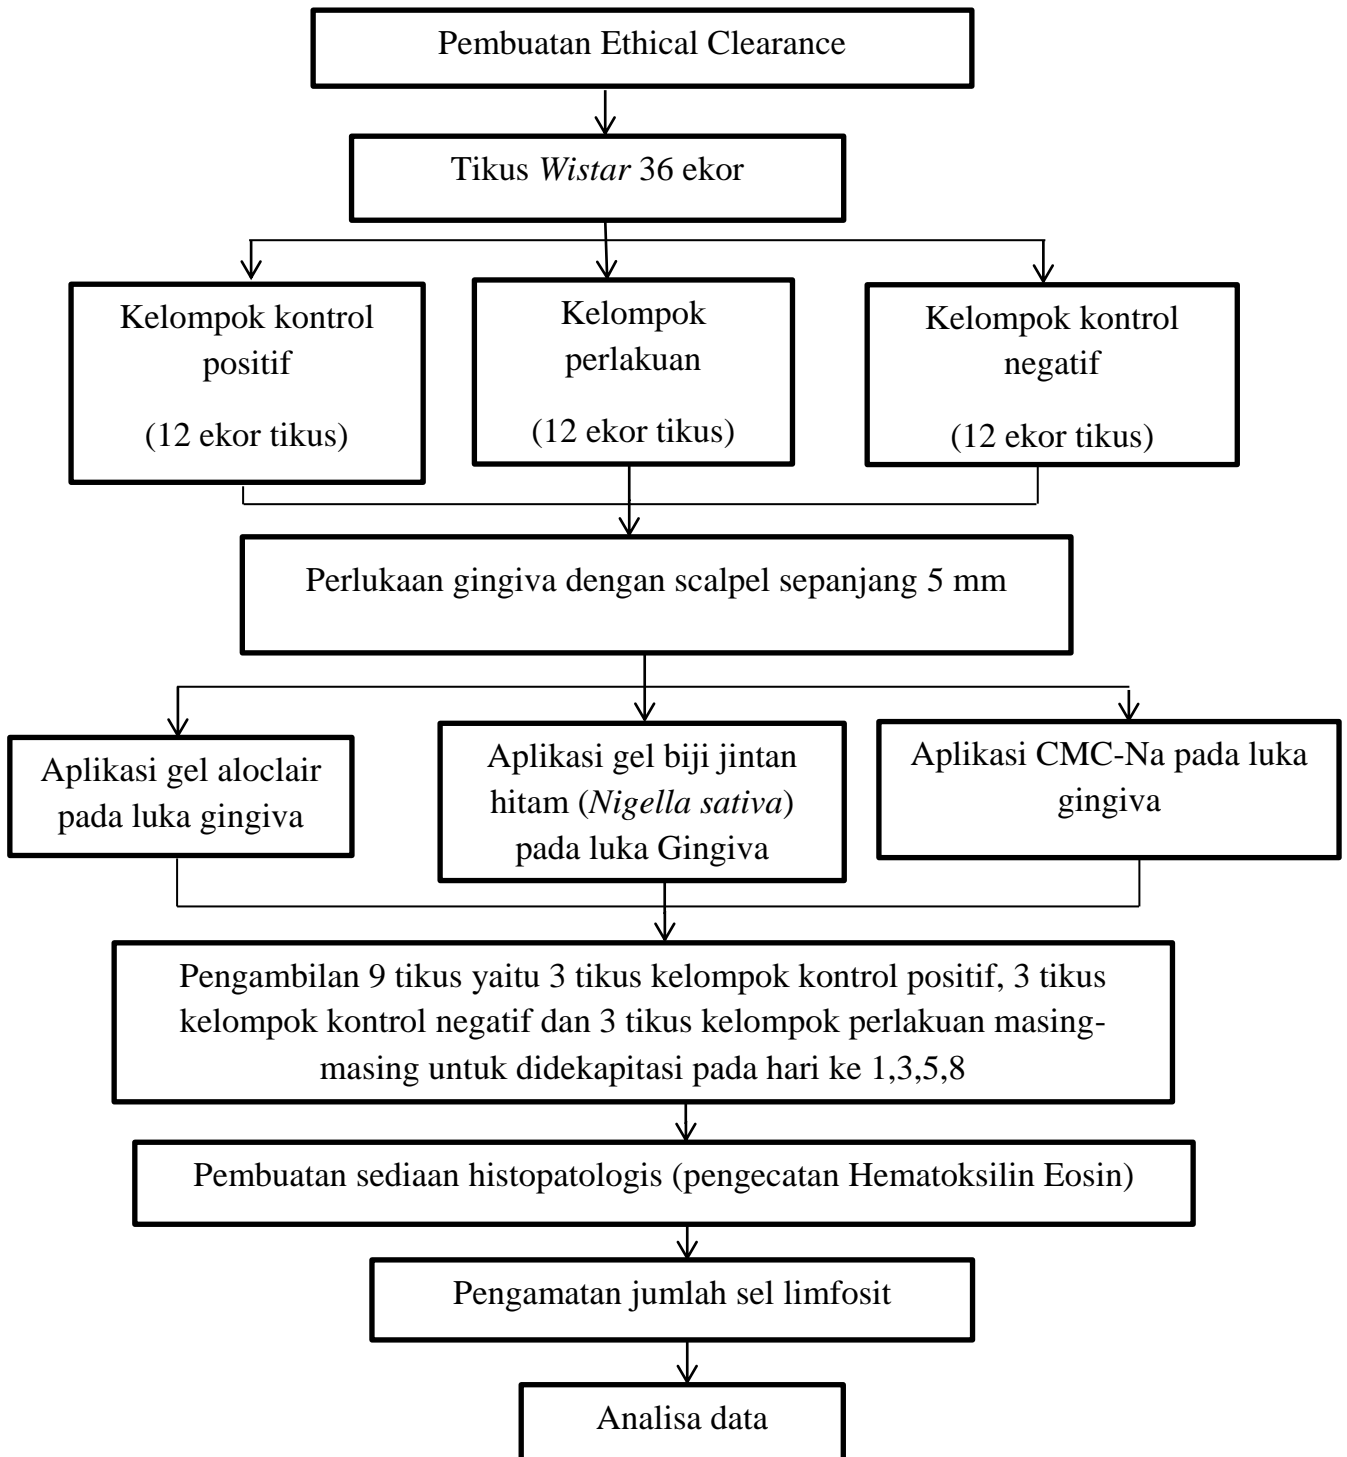 Pembuatan Ethical Clearance
Tikus Wistar 36 ekor
Kelompok kontrol
positif
(12 ekor tikus)
Kelompok
perlakuan
(12 ekor tikus)
Kelompok kontrol
negatif
(12 ekor tikus)
Perlukaan gingiva dengan scalpel sepanjang 5 mm
Aplikasi gel aloclair
pada luka gingiva
Aplikasi gel biji jintan
hitam (Nigella sativa)
pada luka Gingiva
Aplikasi CMC-Na pada luka
gingiva
Pengambilan 9 tikus yaitu 3 tikus kelompok kontrol positif, 3 tikus
kelompok kontrol negatif dan 3 tikus kelompok perlakuan masing-
masing untuk didekapitasi pada hari ke 1,3,5,8
Pembuatan sediaan histopatologis (pengecatan Hematoksilin Eosin)
Pengamatan jumlah sel limfosit
Analisa data